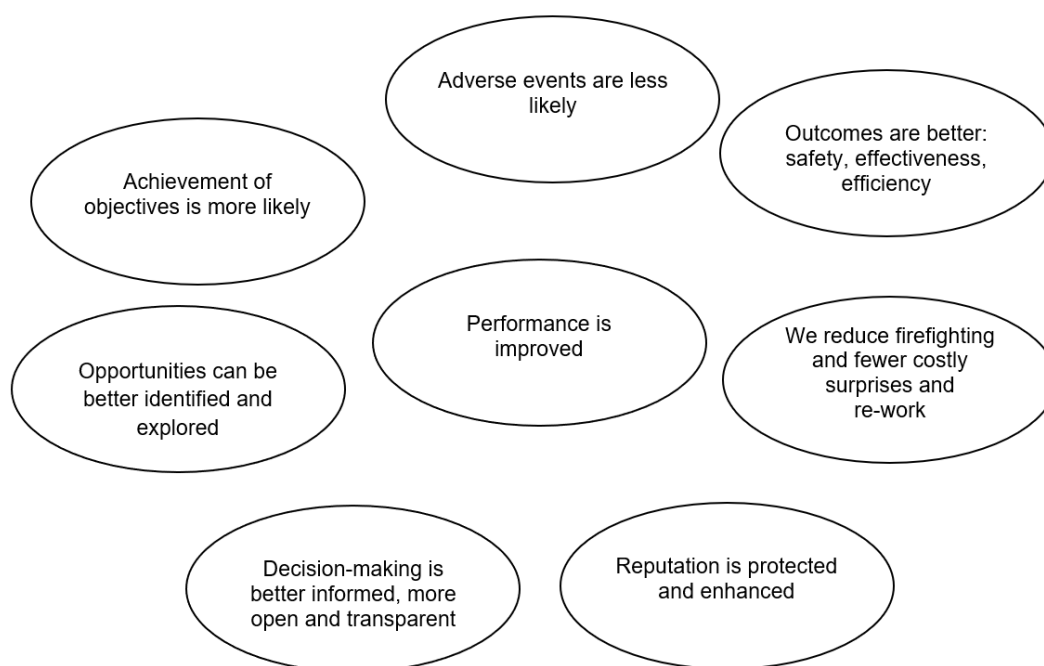 Adverse events are less
likely
Outcomes are better:
safety, effectiveness,
efficiency
Achievement of
objectives is more likely
Performance is
improved
We reduce firefighting
and fewer costly
surprises and
re-work
Opportunities can be
better identified and
explored
Decision-making is
better informed, more
open and transparent
Reputation is protected
and enhanced